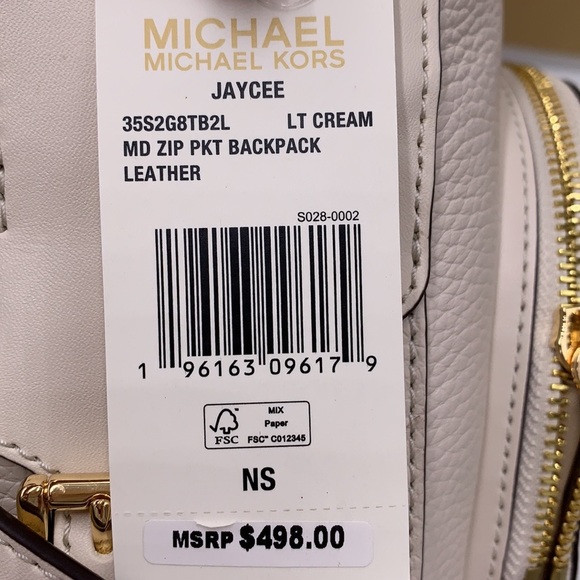 MICHAEL
MICHAEL KORS
JAYCEE
35S2G8TB2L LT CREAM
MD ZIP PKT BACKPACK
LEATHER
S028-0002
1 96163 09617 9
FSC
MIX
Paper
FSC™ C012345
NS
MSRP $498.00